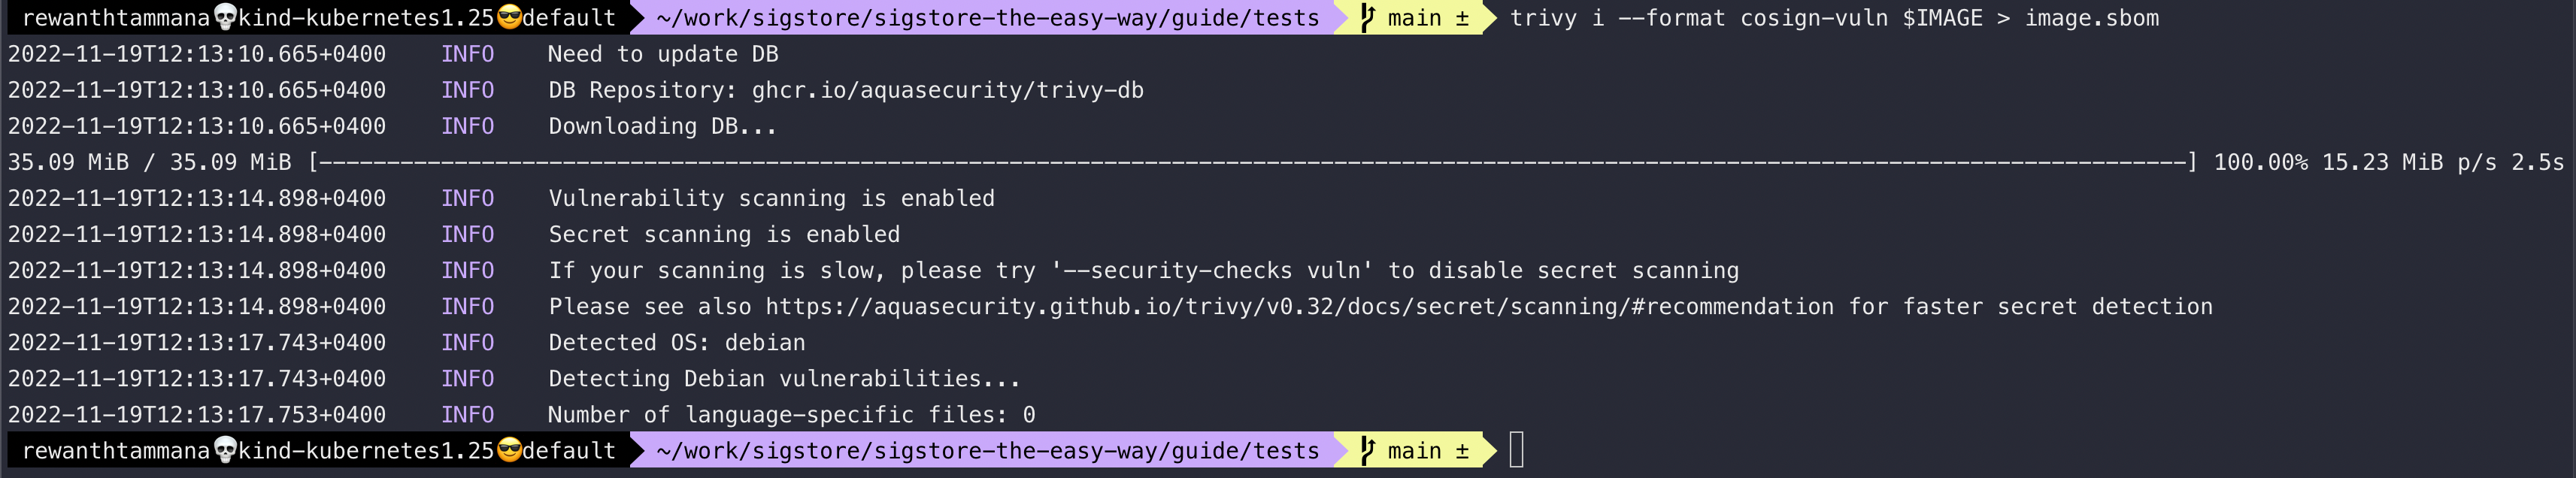 rewanthtammana💀kind-kubernetes1.25😎default ~/work/sigstore/sigstore-the-easy-way/guide/tests main ± trivy i --format cosign-vuln $IMAGE > image.sbom
2022-11-19T12:13:10.665+0400 INFO Need to update DB
2022-11-19T12:13:10.665+0400 INFO DB Repository: ghcr.io/aquasecurity/trivy-db
2022-11-19T12:13:10.665+0400 INFO Downloading DB...
35.09 MiB / 35.09 MiB [------------------------------------------------------------------------------------------------------------------------------------------] 100.00% 15.23 MiB p/s 2.5s
2022-11-19T12:13:14.898+0400 INFO Vulnerability scanning is enabled
2022-11-19T12:13:14.898+0400 INFO Secret scanning is enabled
2022-11-19T12:13:14.898+0400 INFO If your scanning is slow, please try '--security-checks vuln' to disable secret scanning
2022-11-19T12:13:14.898+0400 INFO Please see also https://aquasecurity.github.io/trivy/v0.32/docs/secret/scanning/#recommendation for faster secret detection
2022-11-19T12:13:17.743+0400 INFO Detected OS: debian
2022-11-19T12:13:17.743+0400 INFO Detecting Debian vulnerabilities...
2022-11-19T12:13:17.753+0400 INFO Number of language-specific files: 0
rewanthtammana💀kind-kubernetes1.25😎default ~/work/sigstore/sigstore-the-easy-way/guide/tests main ±